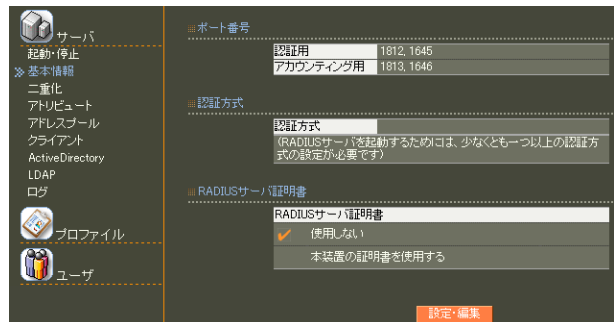 サーバ
起動・停止
基本情報
二重化
アトリビュート
アドレスプール
クライアント
ActiveDirectory
LDAP
ログ
プロファイル
ユーザ
ポート番号
認証用 1812, 1645
アカウンティング用 1813, 1646
認証方式
認証方式
(RADIUSサーバを起動するためには、少なくとも一つ以上の認証方
式の設定が必要です)
RADIUSサーバ証明書
RADIUSサーバ証明書
使用しない
本装置の証明書を使用する
設定・編集